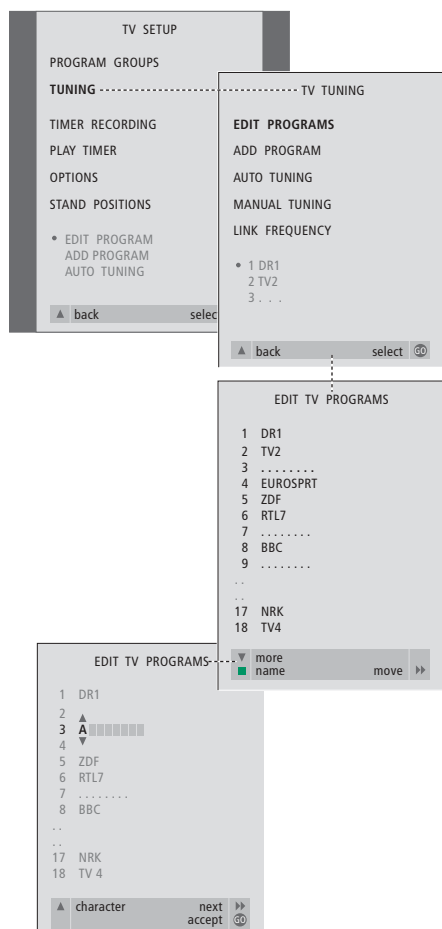 TV SETUP
PROGRAM GROUPS
TUNING
TIMER RECORDING
PLAY TIMER
OPTIONS
STAND POSITIONS
• EDIT PROGRAM
ADD PROGRAM
AUTO TUNING
▲ back selec
TV TUNING
EDIT PROGRAMS
ADD PROGRAM
AUTO TUNING
MANUAL TUNING
LINK FREQUENCY
• 1 DR1
2 TV2
3 . . .
▲ back select GO
EDIT TV PROGRAMS
1 DR1
2 TV2
3 ........
4 EUROSPRT
5 ZDF
6 RTL7
7 ........
8 BBC
9 ........
. .
. .
17 NRK
18 TV4
▼ more
name move ▶▶
EDIT TV PROGRAMS
1 DR1
2
3 A
4
5 ZDF
6 RTL7
7 ........
8 BBC
. .
. .
17 NRK
18 TV 4
▲ character next ▶▶
accept GO